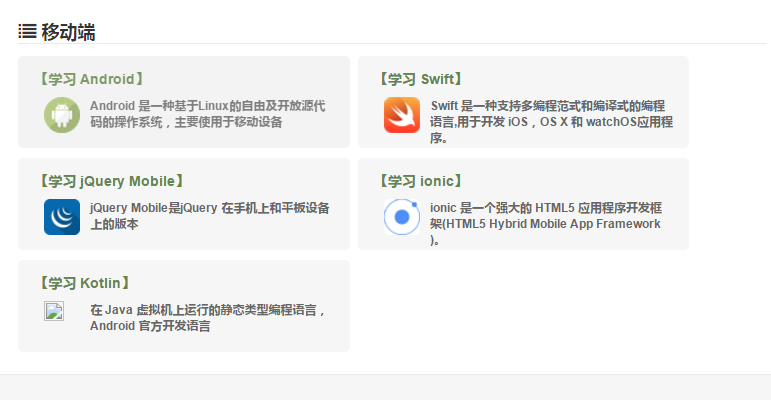 移动端
【学习 Android】
Android 是一种基于Linux的自由及开放源代
码的操作系统，主要使用于移动设备
【学习 Swift】
Swift 是一种支持多编程范式和编译式的编程
语言,用于开发 iOS，OS X 和 watchOS应用程
序。
【学习 jQuery Mobile】
jQuery Mobile是jQuery 在手机上和平板设备
上的版本
【学习 ionic】
ionic 是一个强大的 HTML5 应用程序开发框
架(HTML5 Hybrid Mobile App Framework
)。
【学习 Kotlin】
在 Java 虚拟机上运行的静态类型编程语言，
Android 官方开发语言